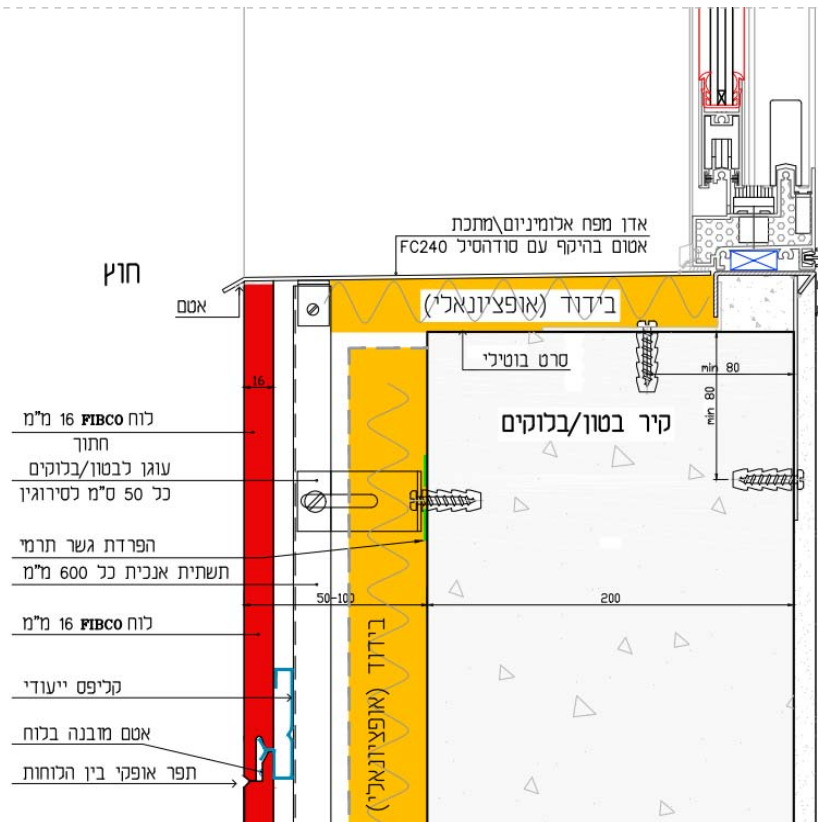 אדן מפח אלומיניום\מתכת
אטום בהיקף עם סודהסיל FC240
חוץ
אטם
בידוד (אופציונאלי)
סרט בוטילי
min 80
min 80
קיר בטון/בלוקים
16
לוח FIBCO 16 מ"מ
חתוך
עוגן לבטון/בלוקים
כל 50 ס"מ לסירוגין
הפרדת גשר תרמי
תשתית אנכית כל 600 מ"מ
50-100
200
לוח FIBCO 16 מ"מ
בידוד (אופציונאלי)
קליפס ייעודי
אטם מובנה בלוח
תפר אופקי בין הלוחות